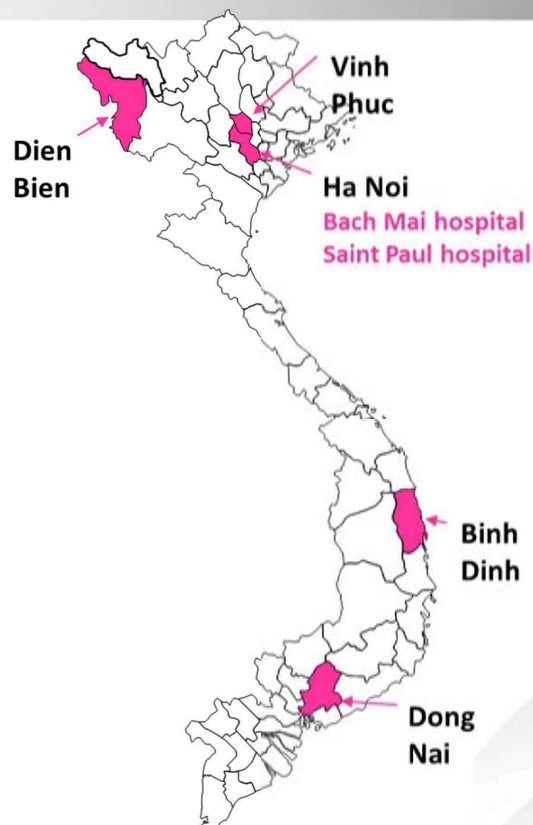 Vinh
Phuc
Dien
Bien
Ha Noi
Bach Mai hospital
Saint Paul hospital
Binh
Dinh
Dong
Nai